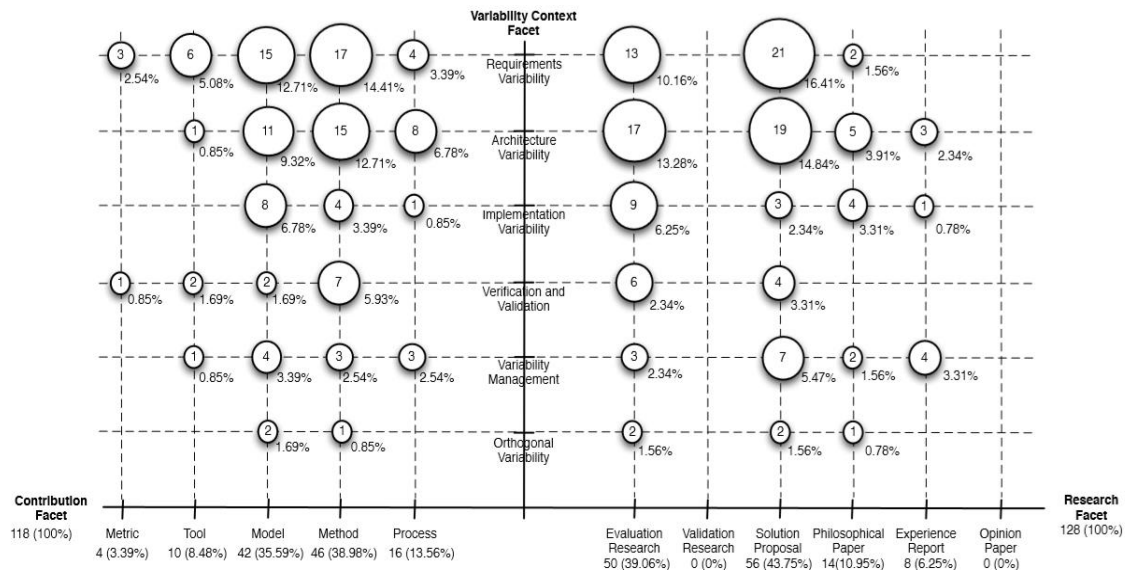 Variability Context
Facet
3 6 15 17 4 13 21 2
2.54% 5.08% 12.71% 14.41% 3.39% 10.16% 16.41% 1.56%
Requirements
Variability
1 11 15 8 17 19 5 3
0.85% 9.32% 12.71% 6.78% 13.28% 14.84% 3.91% 2.34%
Architecture
Variability
8 4 1 9 3 4 1
6.78% 3.39% 0.85% 6.25% 2.34% 3.31% 0.78%
Implementation
Variability
1 2 2 7 6 4
0.85% 1.69% 1.69% 5.93% 2.34% 3.31%
Verification and
Validation
1 4 3 3 3 7 2 4
0.85% 3.39% 2.54% 2.54% 2.34% 5.47% 1.56% 3.31%
Variability
Management
2 1 2 2 1
1.69% 0.85% 1.56% 1.56% 0.78%
Orthogonal
Variability
Contribution
Facet
118 (100%)
Metric
4 (3.39%)
Tool
10 (8.48%)
Model
42 (35.59%)
Method
46 (38.98%)
Process
16 (13.56%)
Evaluation
Research
50 (39.06%)
Validation
Research
0 (0%)
Solution
Proposal
56 (43.75%)
Philosophical
Paper
14(10.95%)
Experience
Report
8 (6.25%)
Opinion
Paper
0 (0%)
Research
Facet
128 (100%)